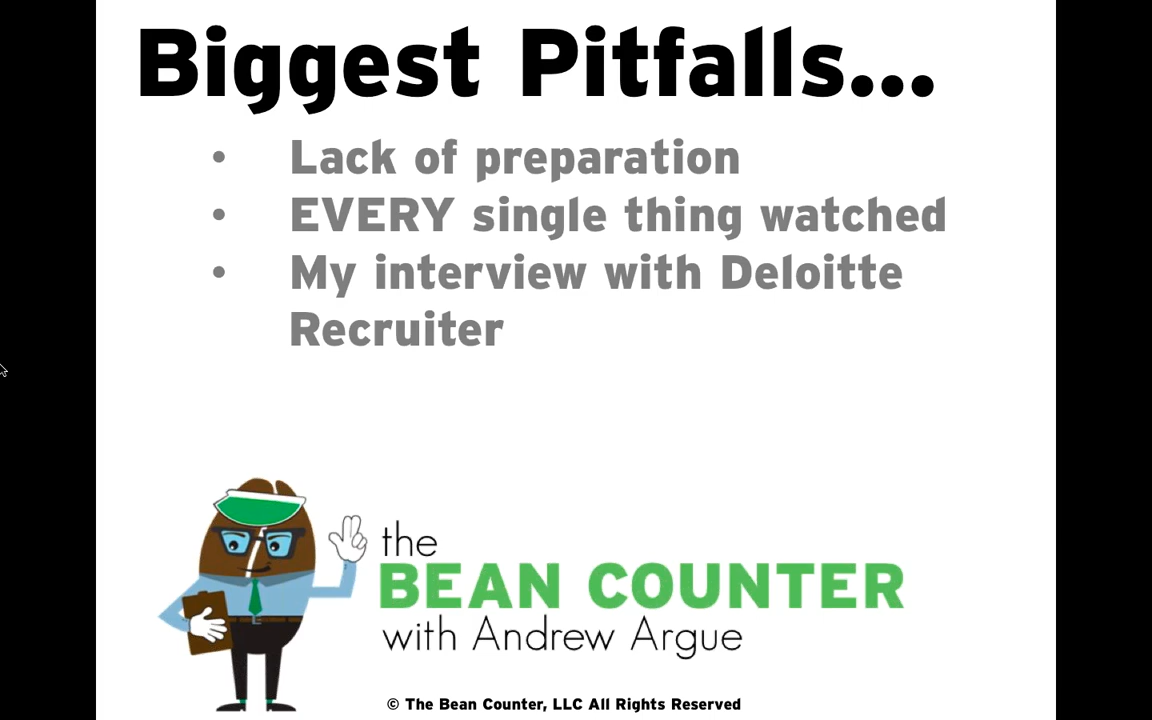 Biggest Pitfalls...
• Lack of preparation
• EVERY single thing watched
• My interview with Deloitte
Recruiter
the
BEAN COUNTER
with Andrew Argue
© The Bean Counter, LLC All Rights Reserved